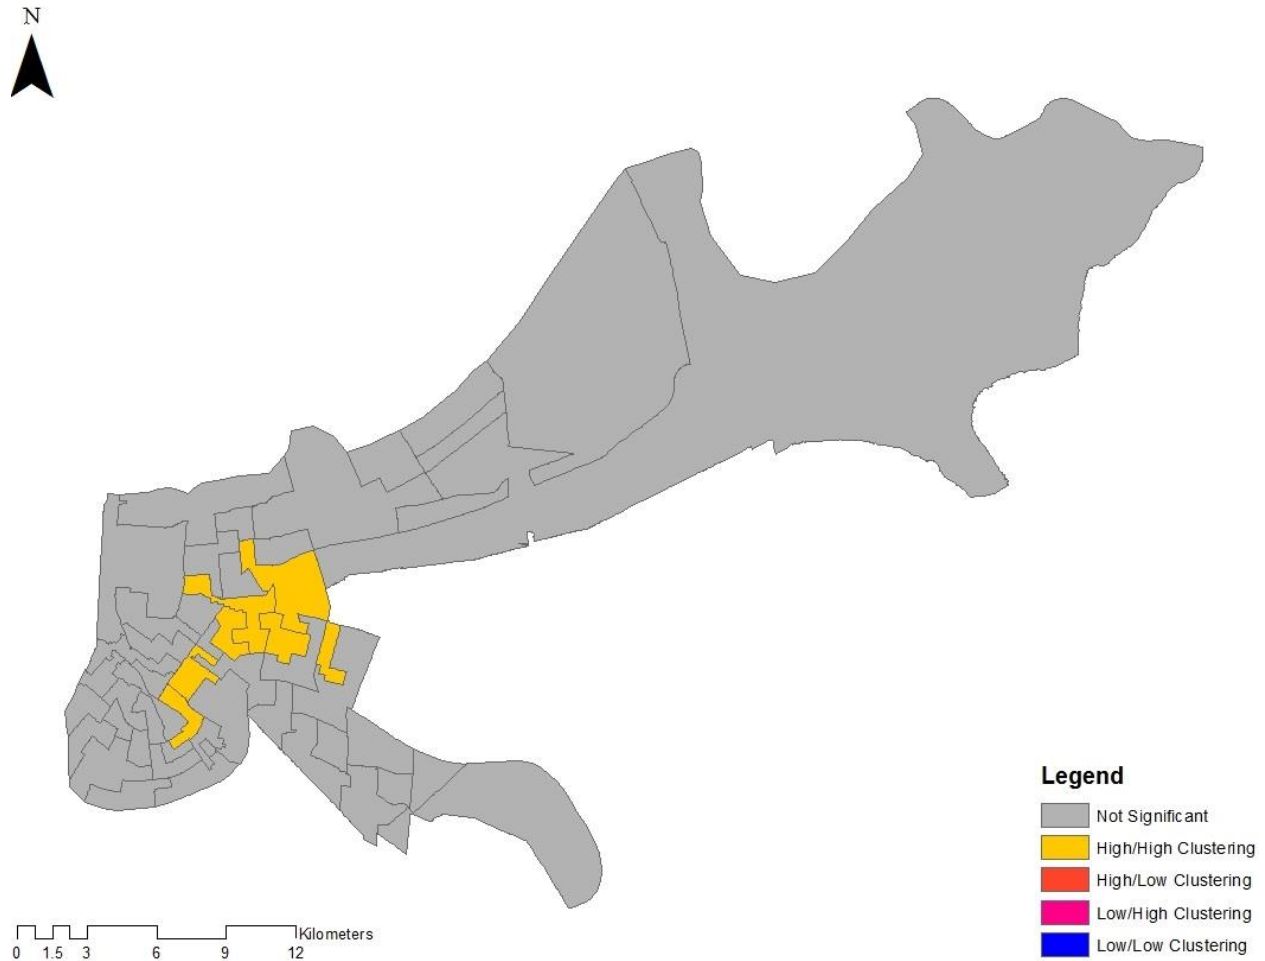 N
Legend
Not Significant
High/High Clustering
High/Low Clustering
Low/High Clustering
Low/Low Clustering
Kilometers
0 1.5 3 6 9 12